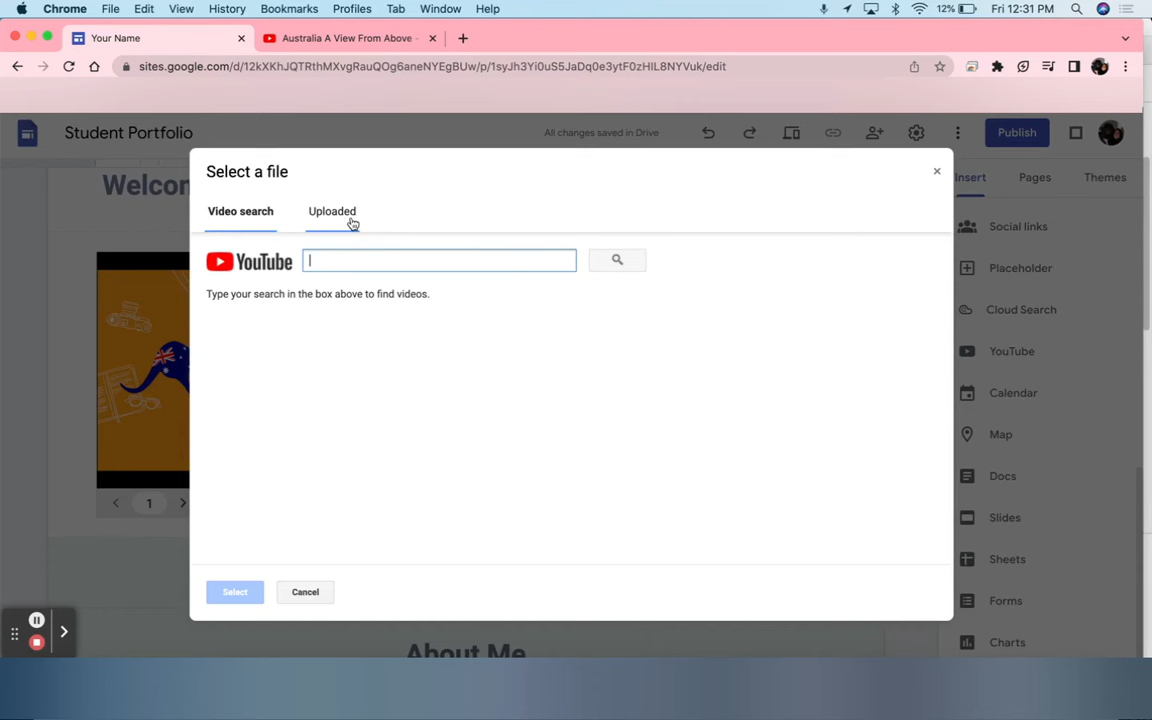 Chrome File Edit View History Bookmarks Profiles Tab Window Help 12% Fri 12:31 PM
Your Name Australia A View From Above -
sites.google.com/d/12kXKhJQTRthMXvgRauQOg6aneNYEgBUw/p/1syJh3Yi0uS5JaDq0e3ytF0zHIL8NYVuk/edit
Student Portfolio All changes saved in Drive Publish
Select a file
Video search Uploaded
YouTube
Type your search in the box above to find videos.
Select Cancel
Welcon
1
About Me
Insert Pages Themes
Social links
Placeholder
Cloud Search
YouTube
Calendar
Map
Docs
Slides
Sheets
Forms
Charts